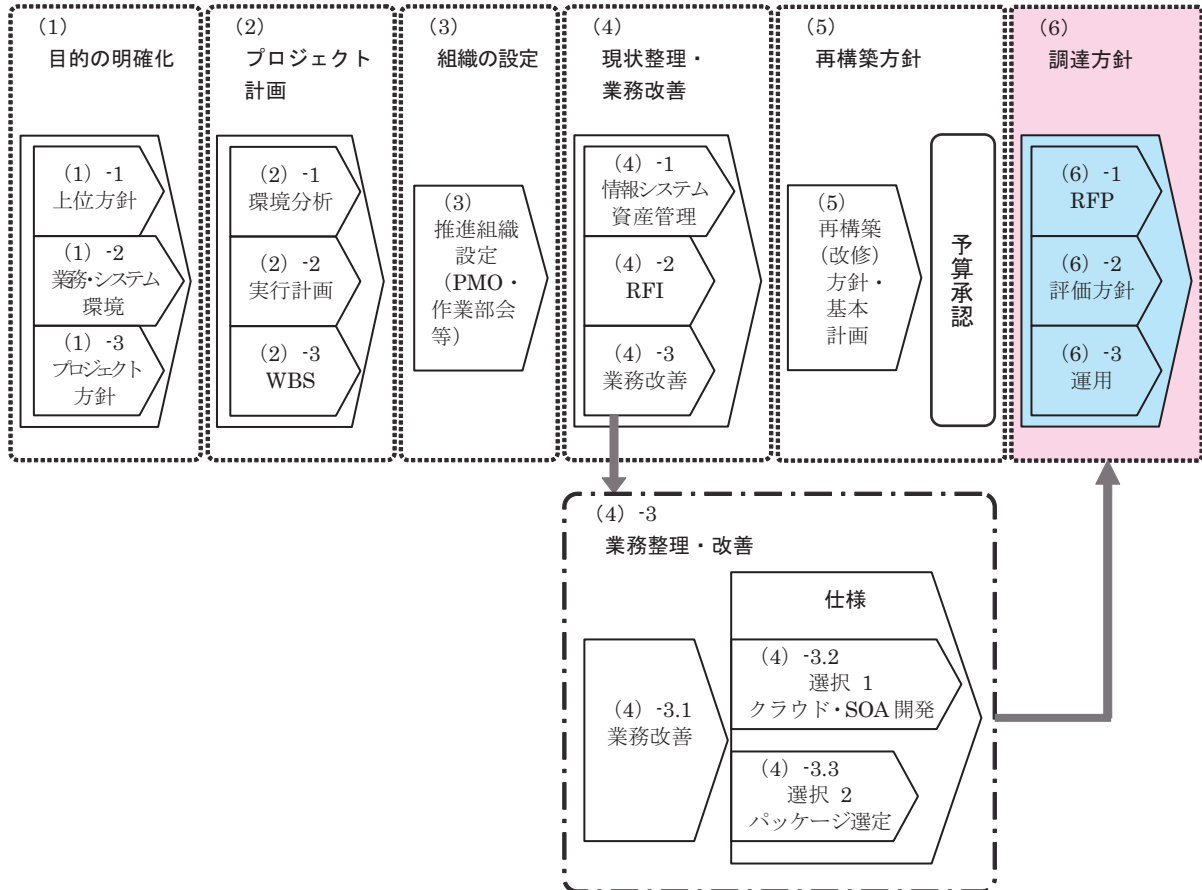 (1)
目的の明確化
(1) -1
上位方針
(1) -2
業務・システム
環境
(1) -3
プロジェクト
方針
(2)
プロジェクト
計画
(2) -1
環境分析
(2) -2
実行計画
(2) -3
WBS
(3)
組織の設定
(3)
推進組織
設定
(PMO・
作業部会
等)
(4)
現状整理・
業務改善
(4) -1
情報システム
資産管理
(4) -2
RFI
(4) -3
業務改善
(5)
再構築方針
(5)
再構築
(改修)
方針・
基本
計画
予算承認
(6)
調達方針
(6) -1
RFP
(6) -2
評価方針
(6) -3
運用
(4) -3
業務整理・改善
(4) -3.1
業務改善
仕様
(4) -3.2
選択 1
クラウド・SOA 開発
(4) -3.3
選択 2
パッケージ選定